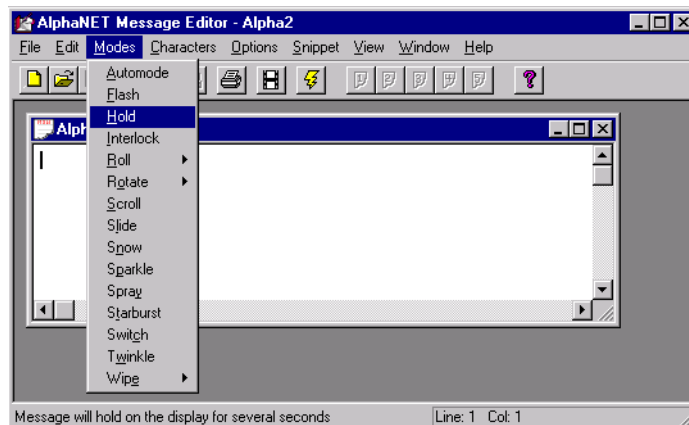 AlphaNET Message Editor - Alpha2
File Edit Modes Characters Options Snippet View Window Help
Automode
Flash
Hold
Alph
Interlock
Roll
Rotate
Scroll
Slide
Snow
Sparkle
Spray
Starburst
Switch
Twinkle
Wipe
Message will hold on the display for several seconds Line: 1 Col: 1